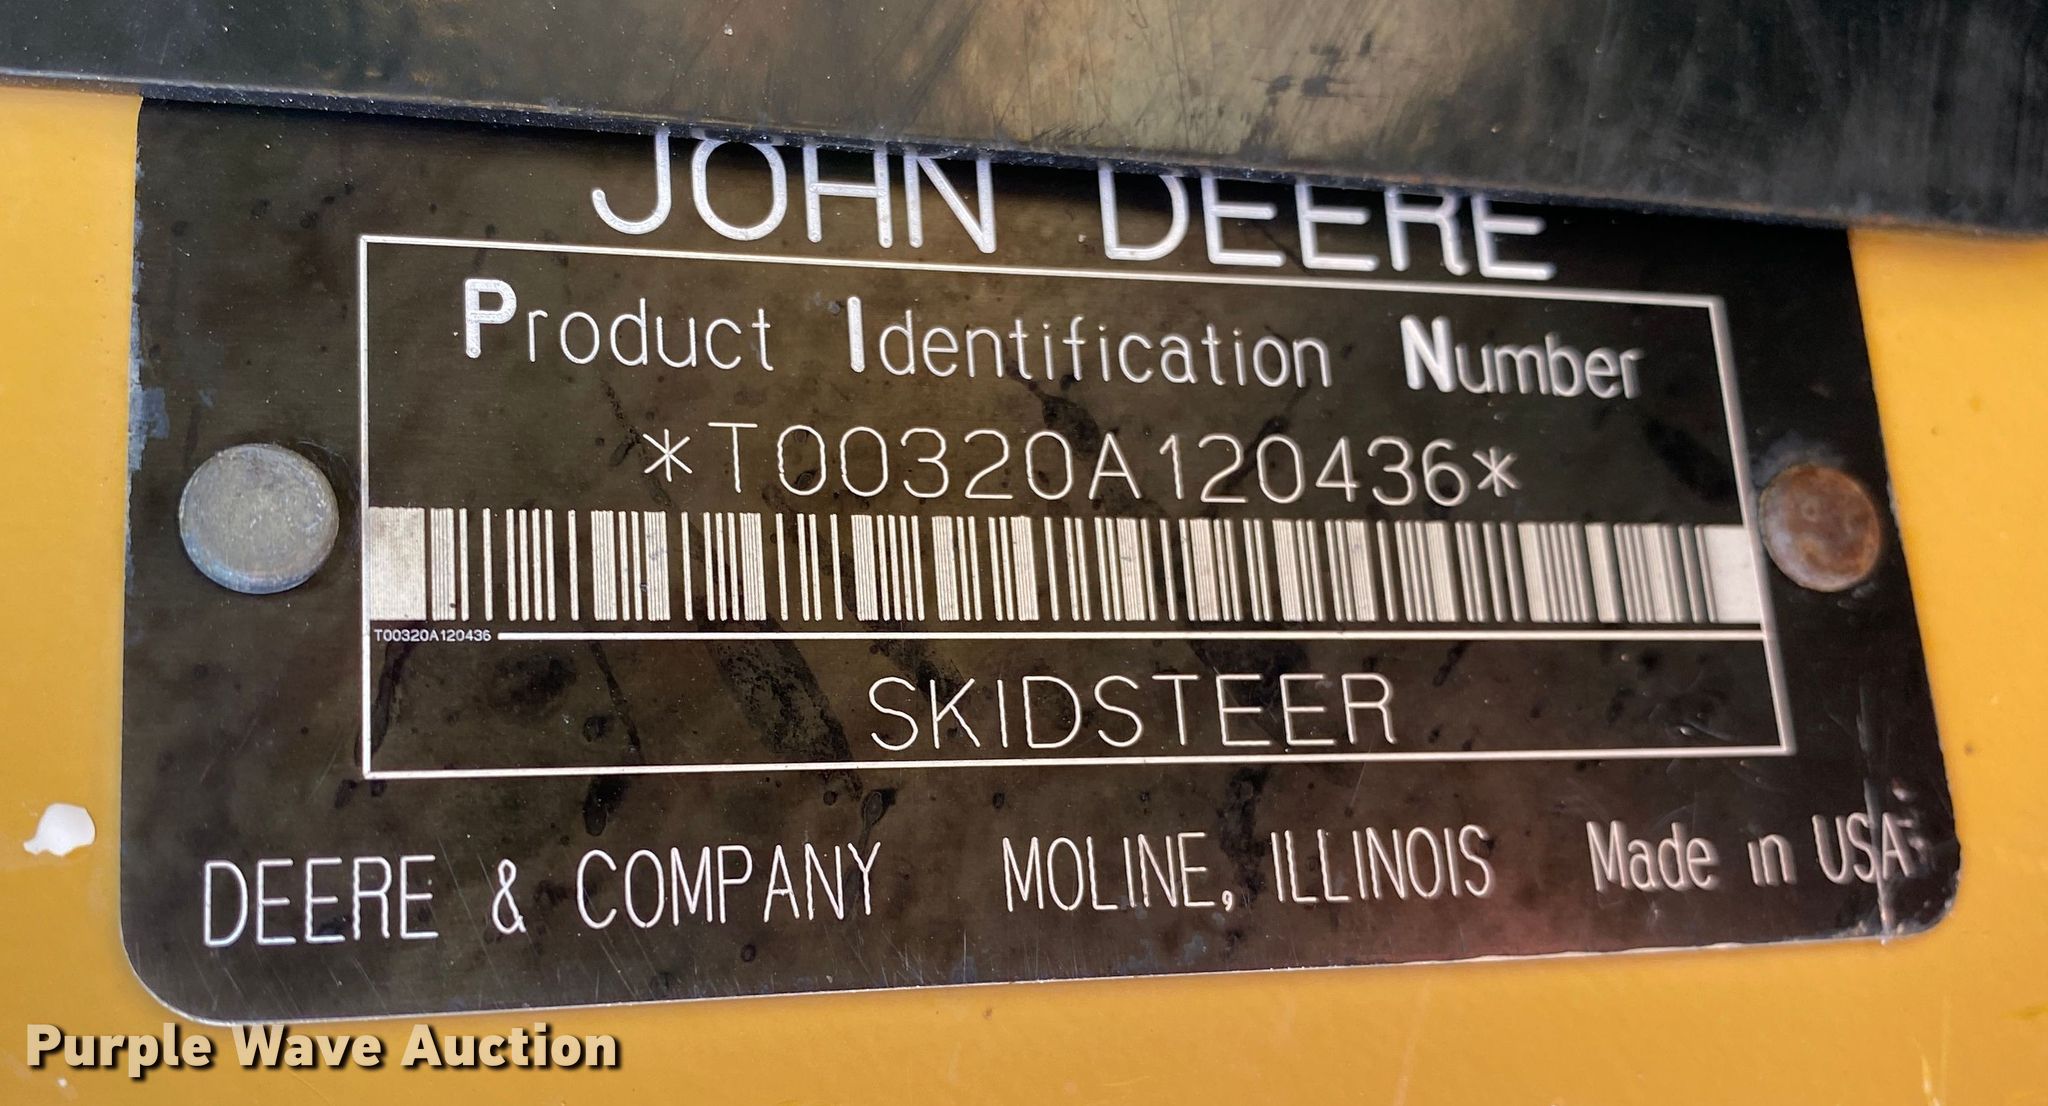 JOHN DEERE
Product Identification Number
*T00320A120436*
T00320A120436
SKIDSTEER
DEERE & COMPANY MOLINE, ILLINOIS Made in USA
Purple Wave Auction